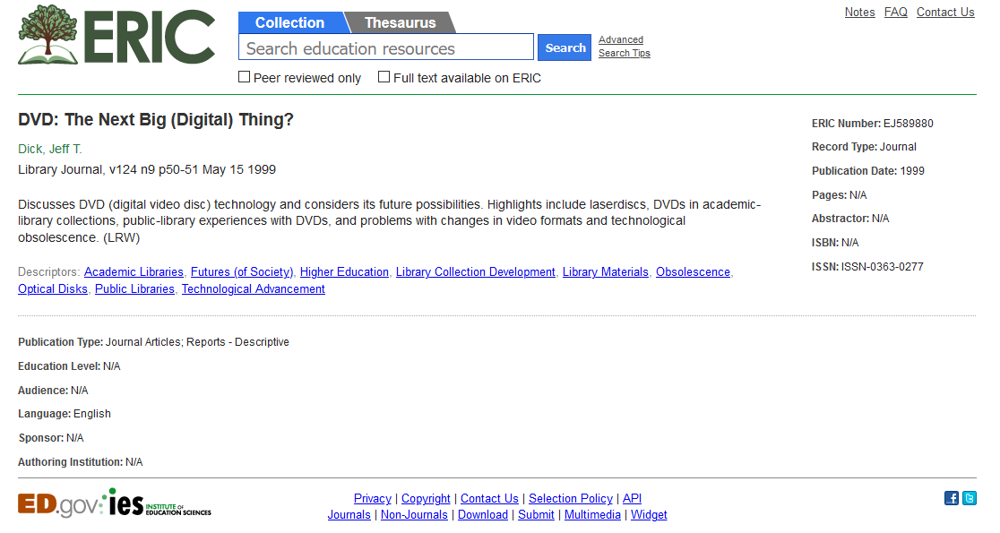 ERIC
Collection
Thesaurus
Notes FAQ Contact Us
Search education resources
Search
Advanced
Search Tips
Peer reviewed only
Full text available on ERIC
DVD: The Next Big (Digital) Thing?
Dick, Jeff T.
Library Journal, v124 n9 p50-51 May 15 1999
Discusses DVD (digital video disc) technology and considers its future possibilities. Highlights include laserdiscs, DVDs in academic-
library collections, public-library experiences with DVDs, and problems with changes in video formats and technological
obsolescence. (LRW)
Descriptors: Academic Libraries, Futures (of Society), Higher Education, Library Collection Development, Library Materials, Obsolescence,
Optical Disks, Public Libraries, Technological Advancement
ERIC Number: EJ589880
Record Type: Journal
Publication Date: 1999
Pages: N/A
Abstractor: N/A
ISBN: N/A
ISSN: ISSN-0363-0277
Publication Type: Journal Articles; Reports - Descriptive
Education Level: N/A
Audience: N/A
Language: English
Sponsor: N/A
Authoring Institution: N/A
ED.gov
ies INSTITUTE OF
EDUCATION SCIENCES
Privacy | Copyright | Contact Us | Selection Policy | API
Journals | Non-Journals | Download | Submit | Multimedia | Widget